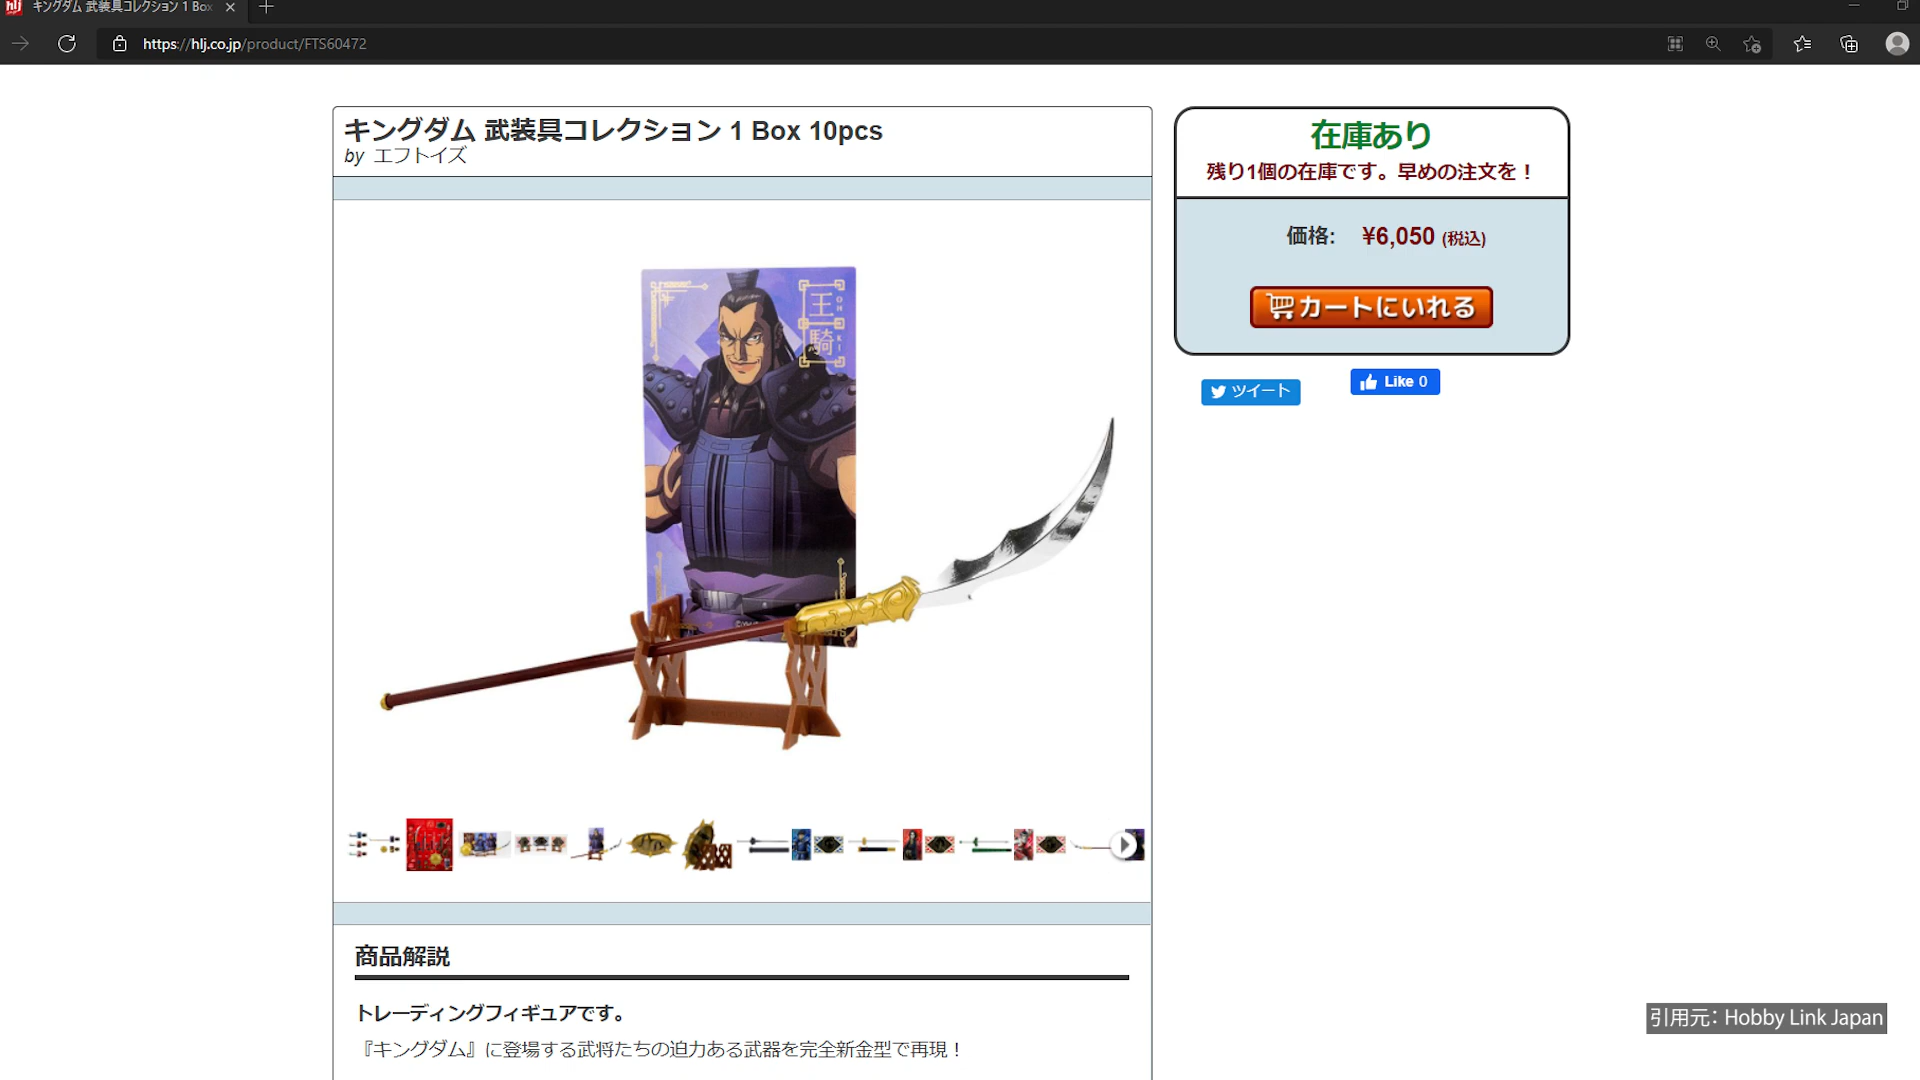 キングダム 武装具コレクション 1 Box
https://hlj.co.jp/product/FTS60472
キングダム 武装具コレクション 1 Box 10pcs
by エフトイズ
在庫あり
残り1個の在庫です。早めの注文を！
価格: ¥6,050 (税込)
カートにいれる
ツイート
Like 0
王騎
OH KI
商品解説
トレーディングフィギュアです。
『キングダム』に登場する武将たちの迫力ある武器を完全新金型で再現！
引用元：Hobby Link Japan